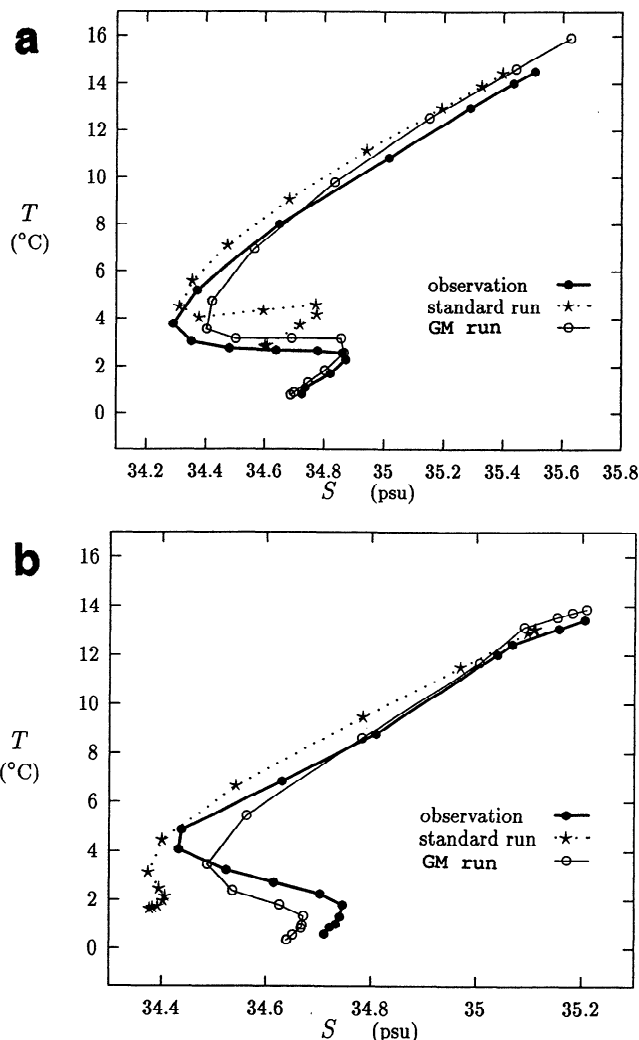 a
16
14
12
10
8
6
4
2
0
T
(°C)
observation
standard run
GM run
34.2 34.4 34.6 34.8 35 35.2 35.4 35.6 35.8
S (psu)
b
16
14
12
10
8
6
4
2
0
T
(°C)
observation
standard run
GM run
34.4 34.6 34.8 35 35.2
S (psu)